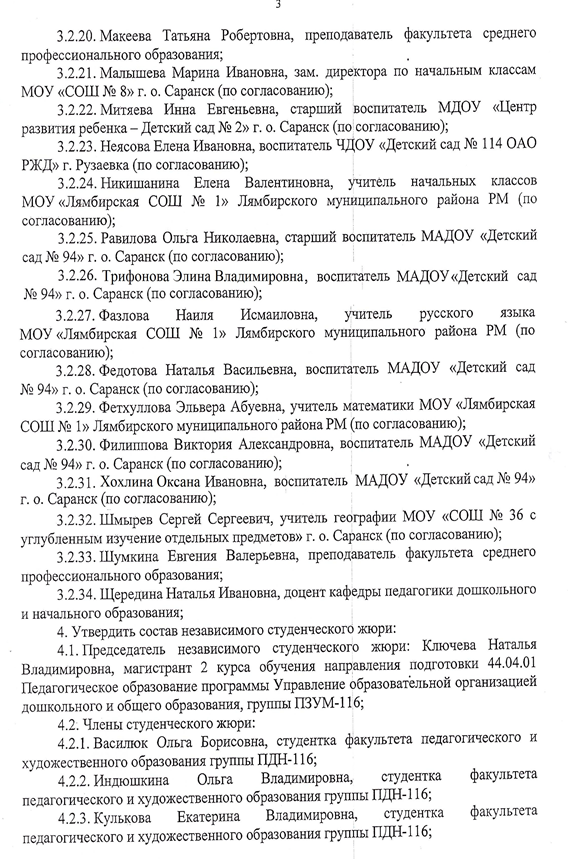 3
3.2.20. Макеева Татьяна Робертовна, преподаватель факультета среднего
профессионального образования;
3.2.21. Малышева Марина Ивановна, зам. директора по начальным классам
МОУ «СОШ № 8» г. о. Саранск (по согласованию);
3.2.22. Митяева Инна Евгеньевна, старший воспитатель МДОУ «Центр
развития ребенка – Детский сад № 2» г. о. Саранск (по согласованию);
3.2.23. Неясова Елена Ивановна, воспитатель ЧДОУ «Детский сад № 114 ОАО
РЖД» г. Рузаевка (по согласованию);
3.2.24. Никишанина Елена Валентиновна, учитель начальных классов
МОУ «Лямбирская СОШ № 1» Лямбирского муниципального района РМ (по
согласованию);
3.2.25. Равилова Ольга Николаевна, старший воспитатель МАДОУ «Детский
сад № 94» г. о. Саранск (по согласованию);
3.2.26. Трифонова Элина Владимировна, воспитатель МАДОУ «Детский сад
№ 94» г. о. Саранск (по согласованию);
3.2.27. Фазлова Наиля Исмаиловна, учитель русского языка
МОУ «Лямбирская СОШ № 1» Лямбирского муниципального района РМ (по
согласованию);
3.2.28. Федотова Наталья Васильевна, воспитатель МАДОУ «Детский сад
№ 94» г. о. Саранск (по согласованию);
3.2.29. Фетхуллова Эльвера Абуевна, учитель математики МОУ «Лямбирская
СОШ № 1» Лямбирского муниципального района РМ (по согласованию);
3.2.30. Филиппова Виктория Александровна, воспитатель МАДОУ «Детский
сад № 94» г. о. Саранск (по согласованию);
3.2.31. Хохлина Оксана Ивановна, воспитатель МАДОУ «Детский сад № 94»
г. о. Саранск (по согласованию);
3.2.32. Шмырев Сергей Сергеевич, учитель географии МОУ «СОШ № 36 с
углубленным изучение отдельных предметов» г. о. Саранск (по согласованию);
3.2.33. Шумкина Евгения Валерьевна, преподаватель факультета среднего
профессионального образования;
3.2.34. Щередина Наталья Ивановна, доцент кафедры педагогики дошкольного
и начального образования;
4. Утвердить состав независимого студенческого жюри:
4.1. Председатель независимого студенческого жюри: Ключева Наталья
Владимировна, магистрант 2 курса обучения направления подготовки 44.04.01
Педагогическое образование программы Управление образовательной организацией
дошкольного и общего образования, группы ПЗУМ-116;
4.2. Члены студенческого жюри:
4.2.1. Василюк Ольга Борисовна, студентка факультета педагогического и
художественного образования группы ПДН-116;
4.2.2. Индюшкина Ольга Владимировна, студентка факультета
педагогического и художественного образования группы ПДН-116;
4.2.3. Кулькова Екатерина Владимировна, студентка факультета
педагогического и художественного образования группы ПДН-116;